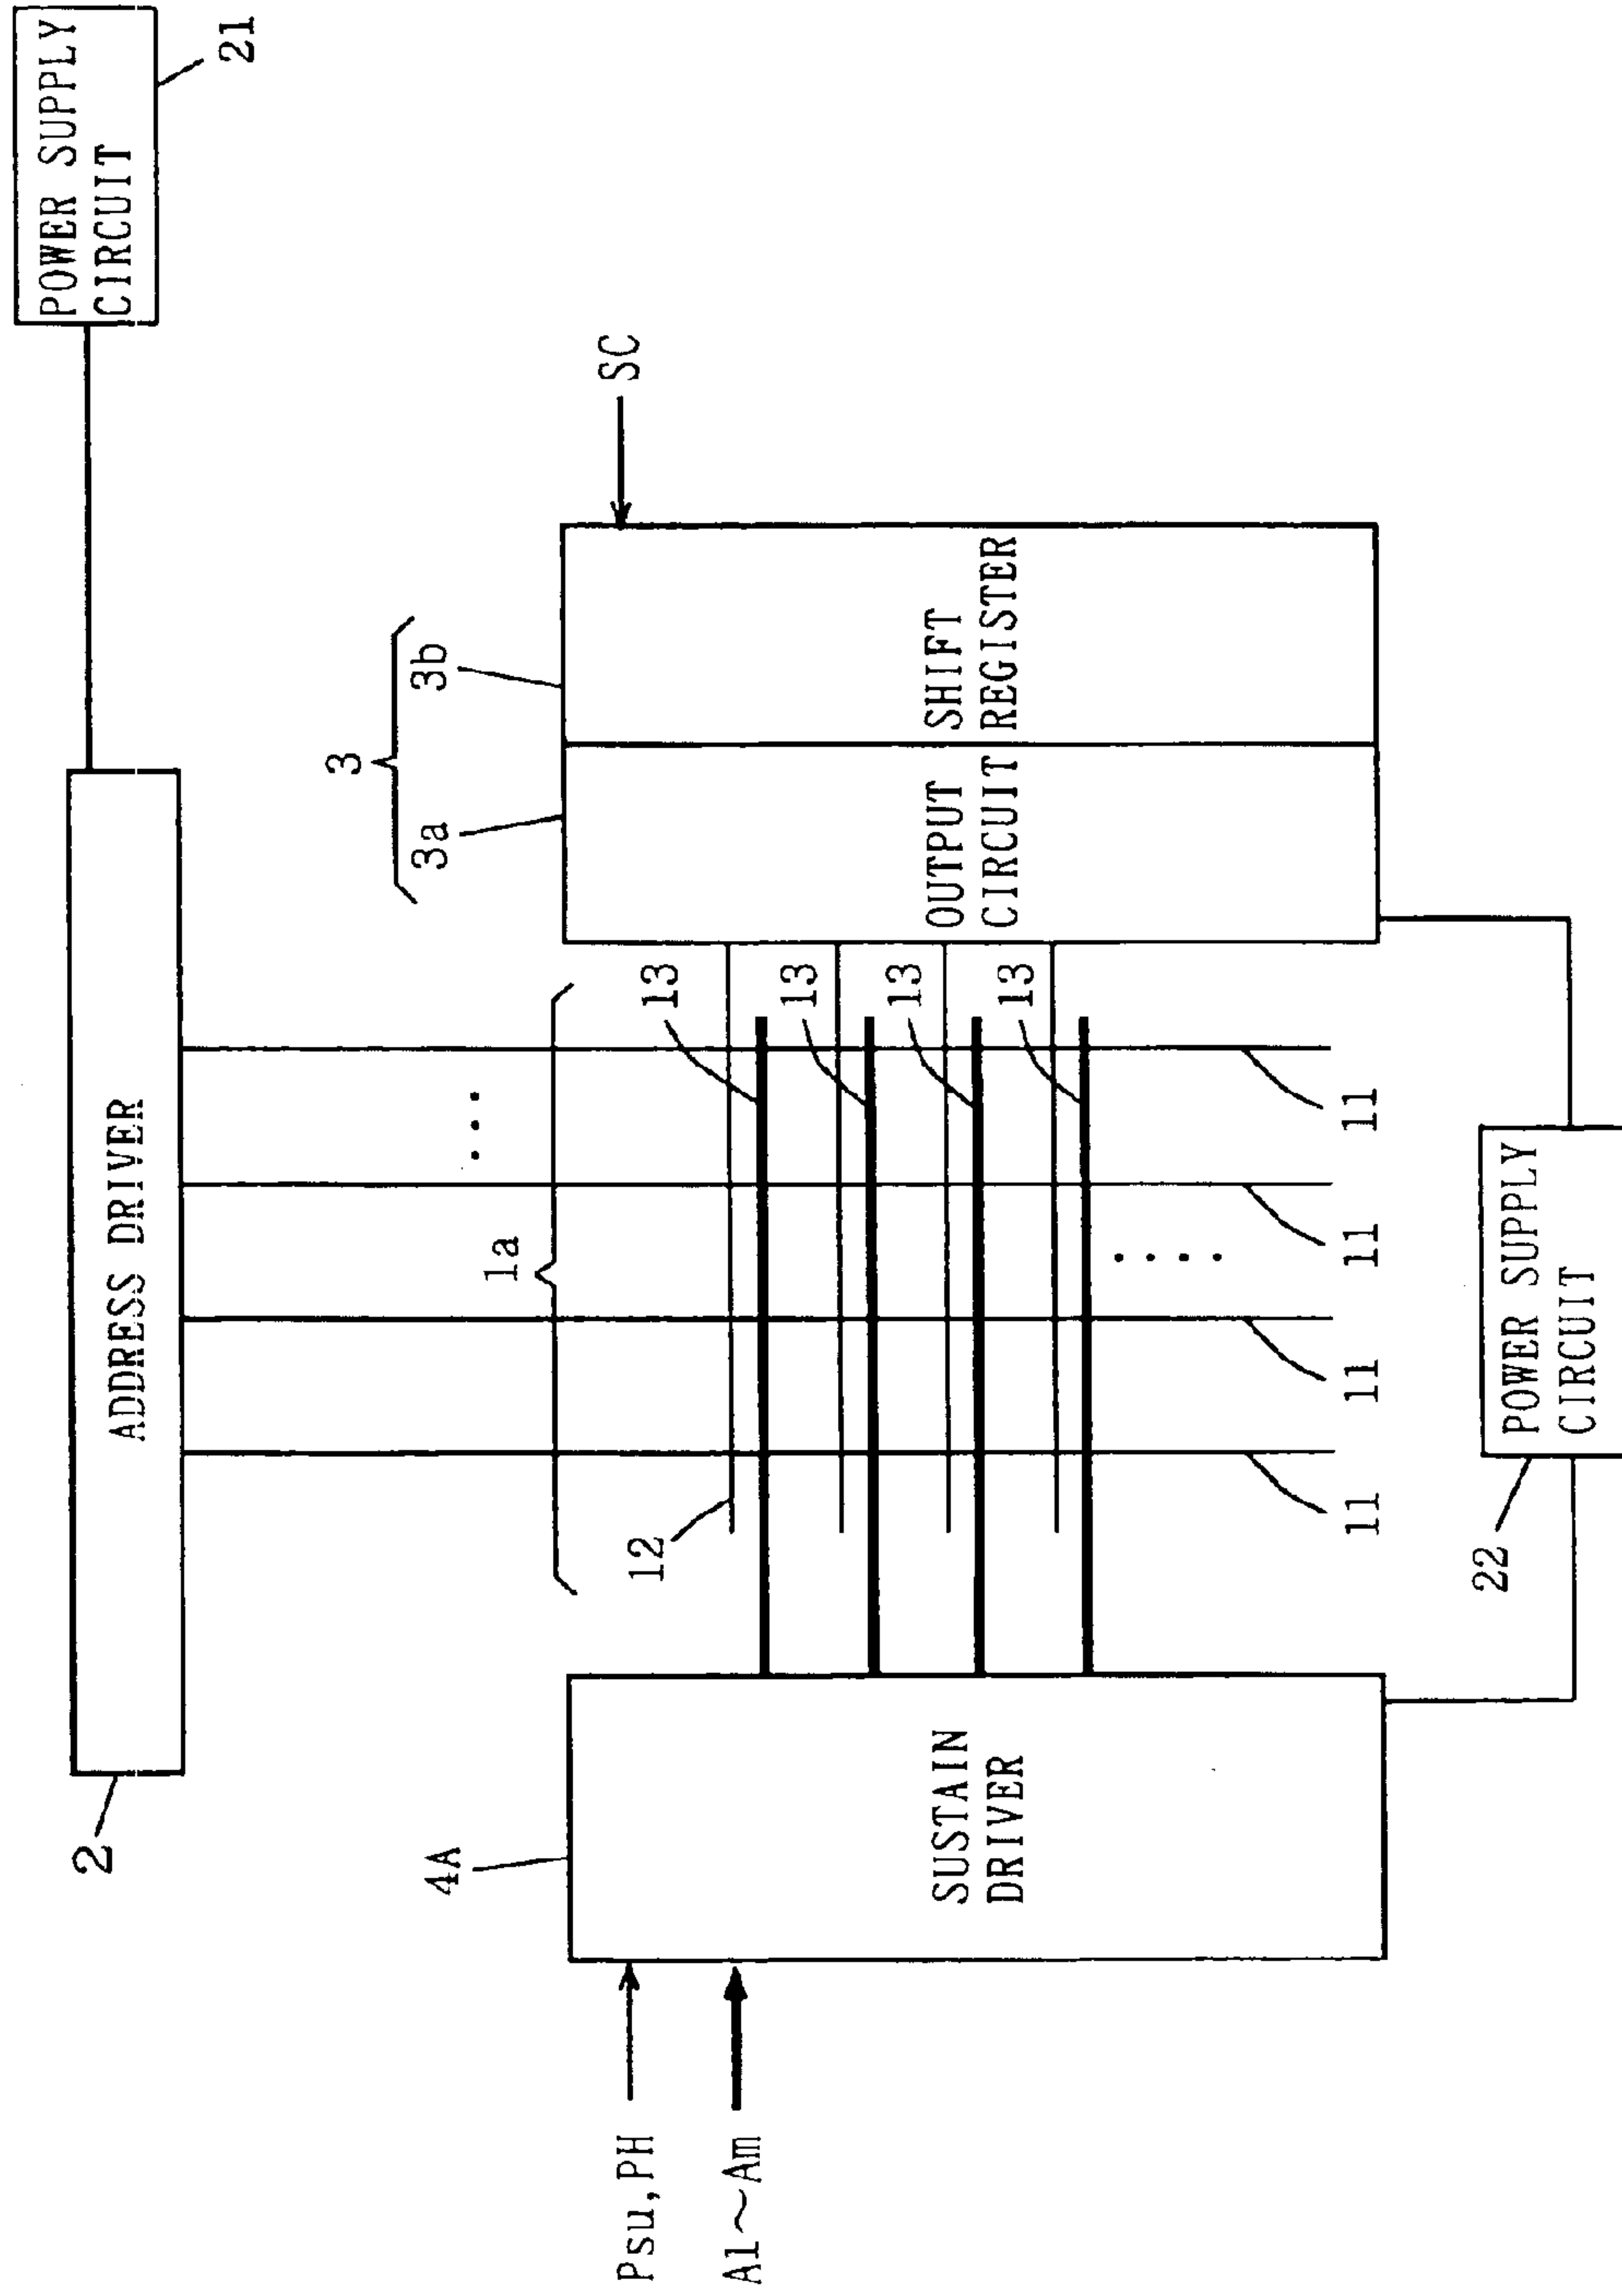 POWER SUPPLY
CIRCUIT
21
ADDRESS DRIVER
2
3
3a
3b
SC
1a
4A
12
13
13
13
13
Psu,PH
A1～Am
SUSTAIN
DRIVER
OUTPUT
CIRCUIT
SHIFT
REGISTER
...
....
11
11
11
11
22
POWER SUPPLY
CIRCUIT